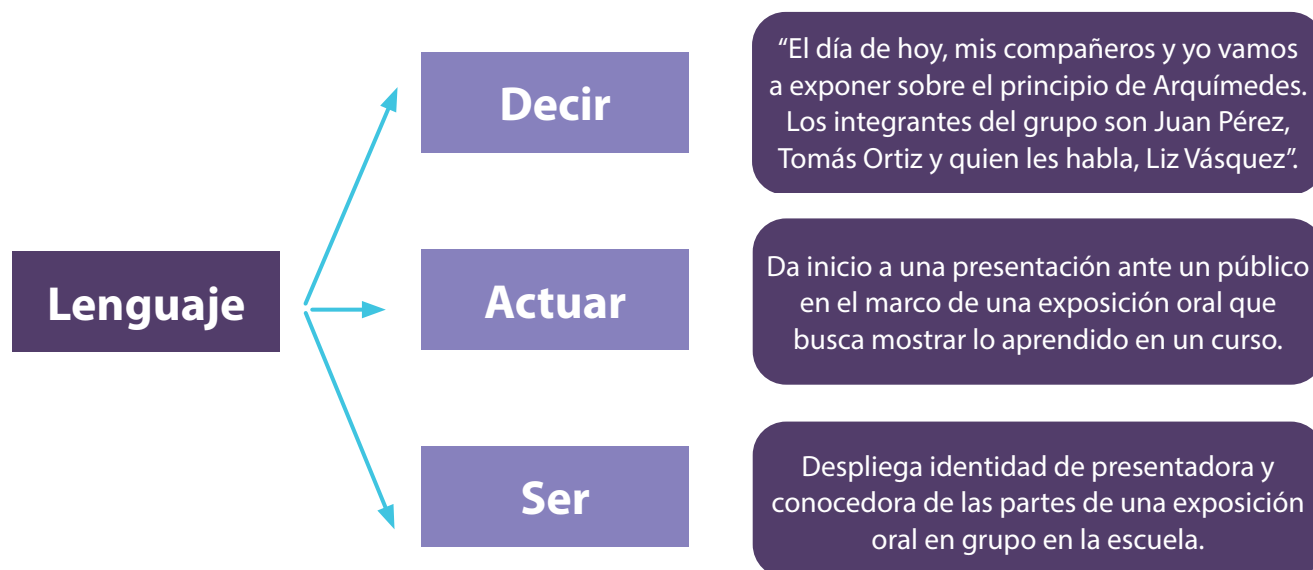 Lenguaje
Decir
“El día de hoy, mis compañeros y yo vamos
a exponer sobre el principio de Arquímedes.
Los integrantes del grupo son Juan Pérez,
Tomás Ortiz y quien les habla, Liz Vásquez”.
Actuar
Da inicio a una presentación ante un público
en el marco de una exposición oral que
busca mostrar lo aprendido en un curso.
Ser
Despliega identidad de presentadora y
conocedora de las partes de una exposición
oral en grupo en la escuela.